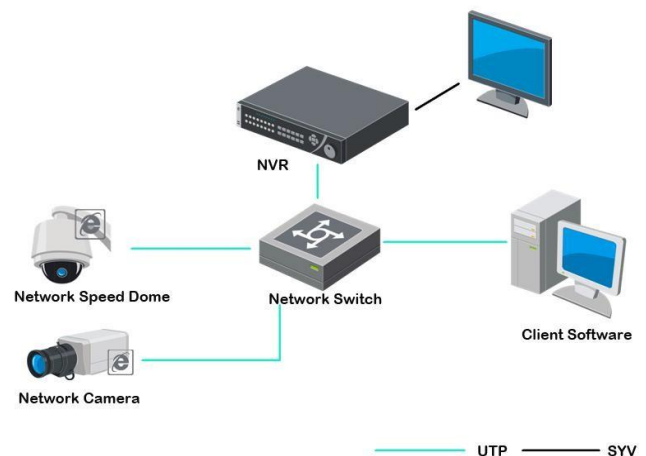 NVR
Network Speed Dome
Network Switch
Client Software
Network Camera
UTP
SYV